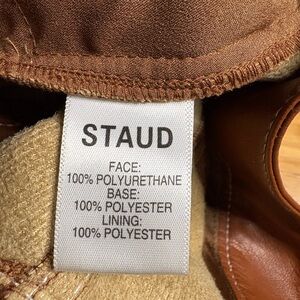 STAUD
FACE:
100% POLYURETHANE
BASE:
100% POLYESTER
LINING:
100% POLYESTER